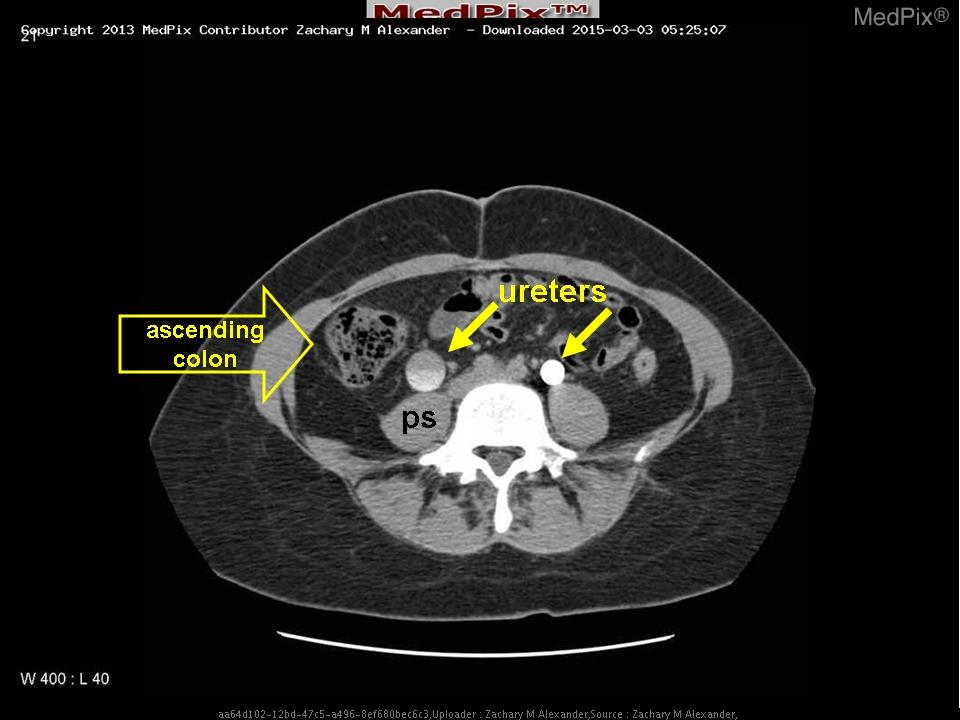 MedPix™
MedPix®
Copyright 2013 MedPix Contributor Zachary M Alexander - Downloaded 2015-03-03 05:25:07
21
ureters
ascending
colon
ps
W 400 : L 40
aa64d102-12bd-47c5-a496-8ef680bec6c3,Uploader : Zachary M Alexander,Source : Zachary M Alexander,